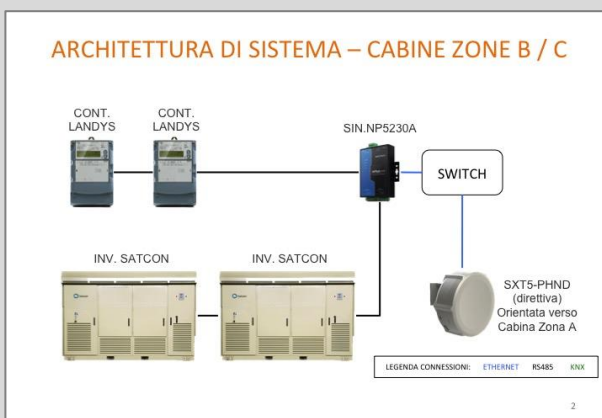 ARCHITETTURA DI SISTEMA – CABINE ZONE B / C
CONT.
LANDYS
CONT.
LANDYS
SIN.NP5230A
SWITCH
INV. SATCON
INV. SATCON
SXT5-PHND
(direttiva)
Orientata verso
Cabina Zona A
LEGENDA CONNESSIONI: ETHERNET RS485 KNX
2